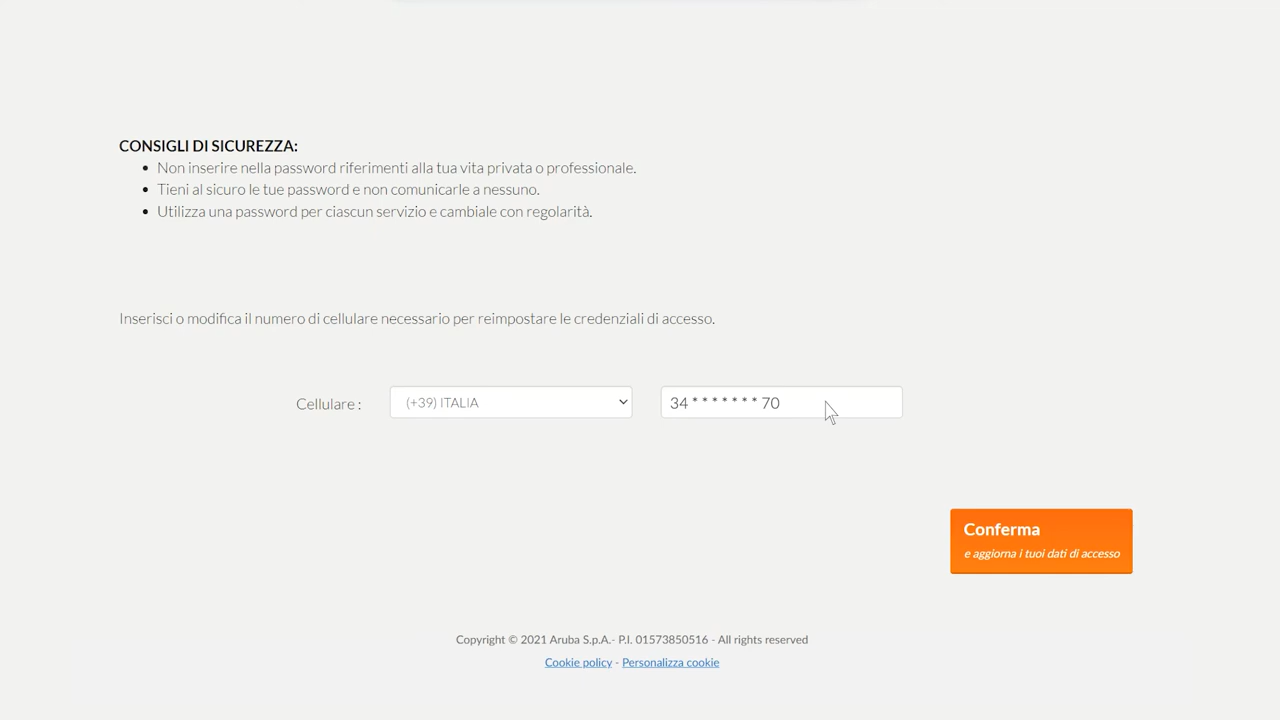 CONSIGLI DI SICUREZZA:
• Non inserire nella password riferimenti alla tua vita privata o professionale.
• Tieni al sicuro le tue password e non comunicarle a nessuno.
• Utilizza una password per ciascun servizio e cambiale con regolarità.
Inserisci o modifica il numero di cellulare necessario per reimpostare le credenziali di accesso.
Cellulare : (+39) ITALIA 34 * * * * * * * 70
Conferma
e aggiorna i tuoi dati di accesso
Copyright © 2021 Aruba S.p.A.- P.I. 01573850516 - All rights reserved
Cookie policy - Personalizza cookie